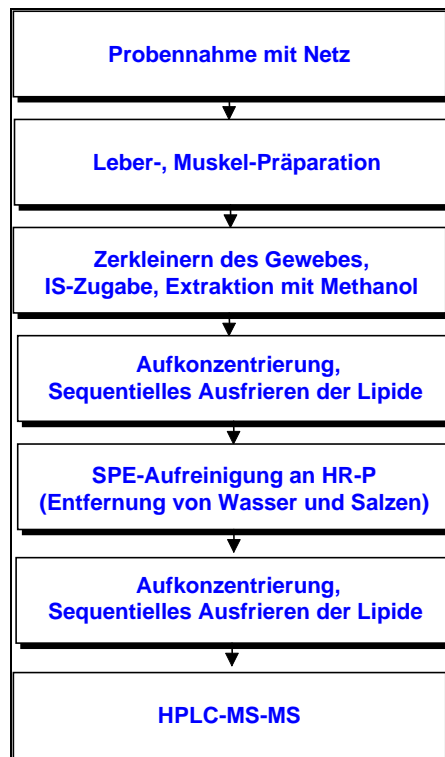 Probennahme mit Netz
Leber-, Muskel-Präparation
Zerkleinern des Gewebes,
IS-Zugabe, Extraktion mit Methanol
Aufkonzentrierung,
Sequentielles Ausfrieren der Lipide
SPE-Aufreinigung an HR-P
(Entfernung von Wasser und Salzen)
Aufkonzentrierung,
Sequentielles Ausfrieren der Lipide
HPLC-MS-MS